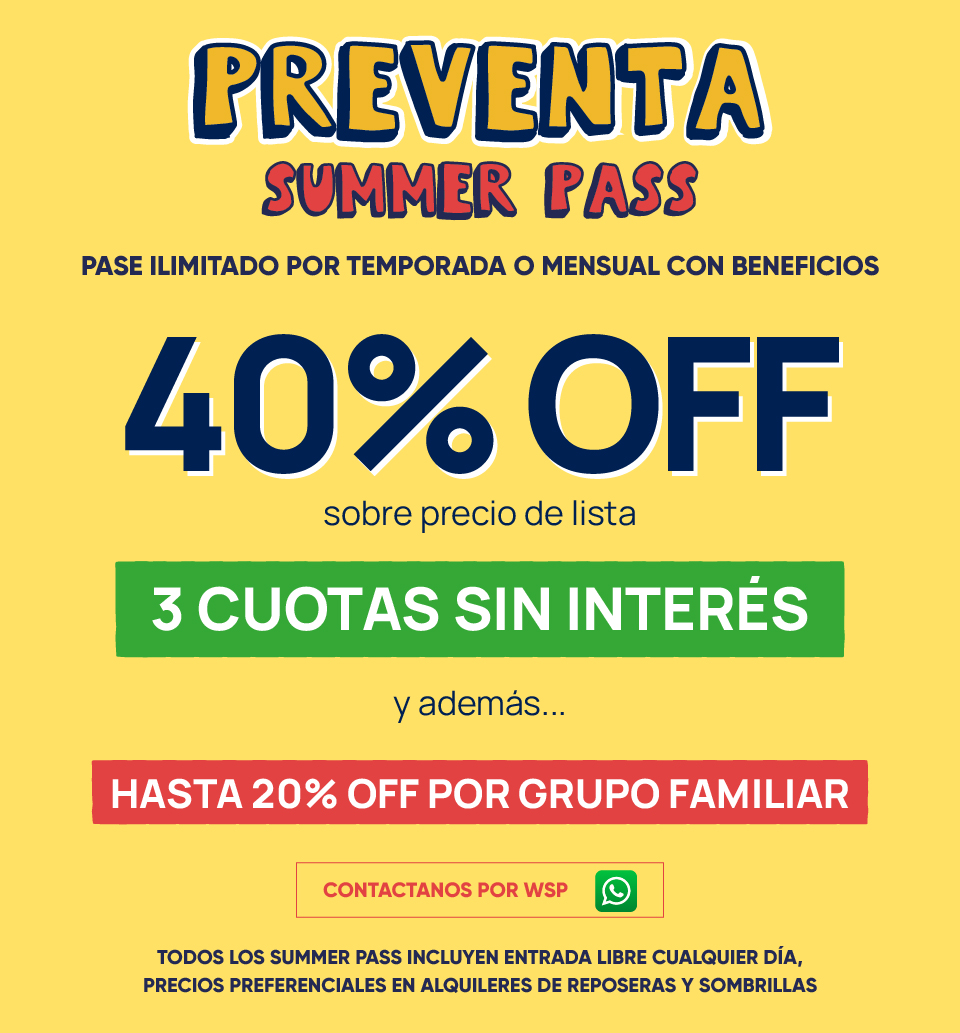 PREVENTA
SUMMER PASS
PASE ILIMITADO POR TEMPORADA O MENSUAL CON BENEFICIOS
40% OFF
sobre precio de lista
3 CUOTAS SIN INTERÉS
y además...
HASTA 20% OFF POR GRUPO FAMILIAR
CONTACTANOS POR WSP
TODOS LOS SUMMER PASS INCLUYEN ENTRADA LIBRE CUALQUIER DÍA,
PRECIOS PREFERENCIALES EN ALQUILERES DE REPOSERAS Y SOMBRILLAS